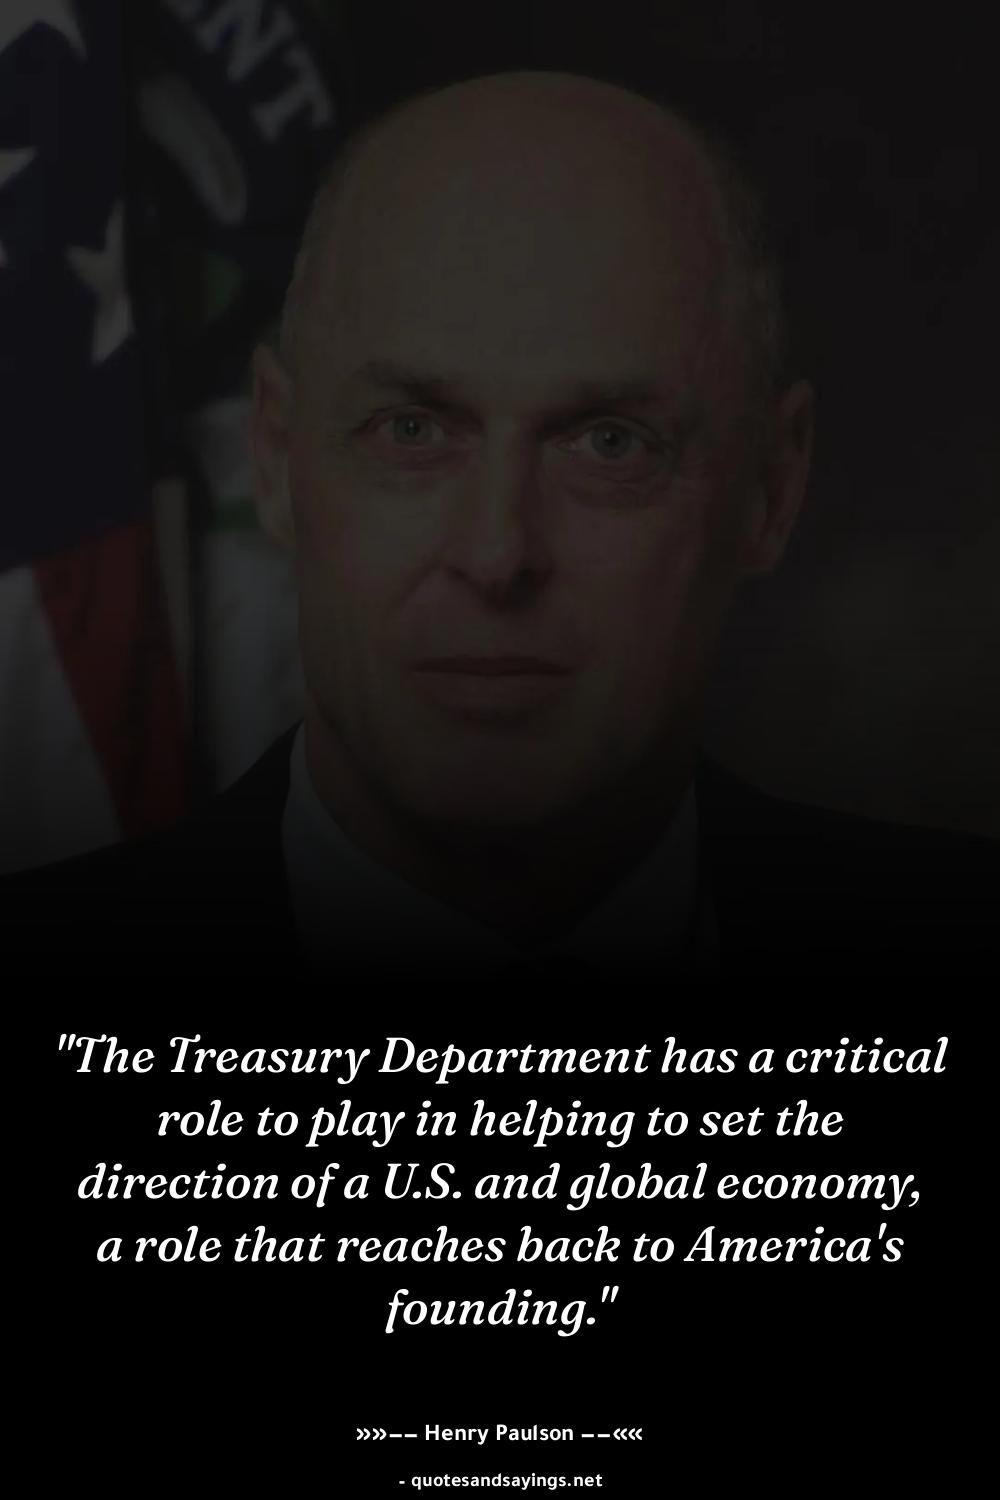 NT
"The Treasury Department has a critical
role to play in helping to set the
direction of a U.S. and global economy,
a role that reaches back to America's
founding."
»»–– Henry Paulson ––««
- quotesandsayings.net